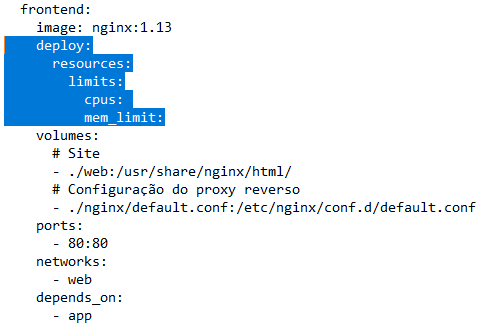 frontend:
  image: nginx:1.13
  deploy:
    resources:
      limits:
        cpus:
        mem_limit:
  volumes:
    # Site
    - ./web:/usr/share/nginx/html/
    # Configuração do proxy reverso
    - ./nginx/default.conf:/etc/nginx/conf.d/default.conf
  ports:
    - 80:80
  networks:
    - web
  depends_on:
    - app